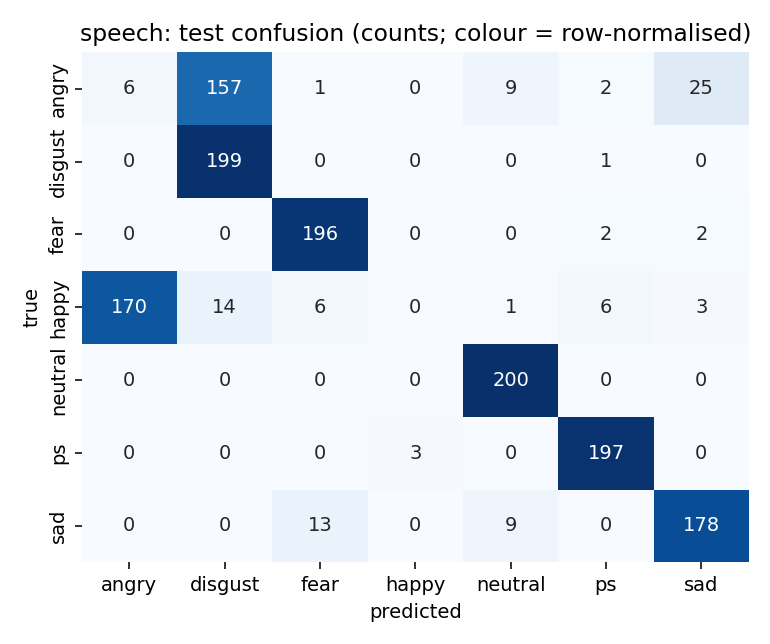 speech: test confusion (counts; colour = row-normalised)
angry 6 157 1 0 9 2 25
disgust 0 199 0 0 0 1 0
fear 0 0 196 0 0 2 2
happy 170 14 6 0 1 6 3
neutral 0 0 0 0 200 0 0
ps 0 0 0 3 0 197 0
sad 0 0 13 0 9 0 178
true
angry disgust fear happy neutral ps sad
predicted